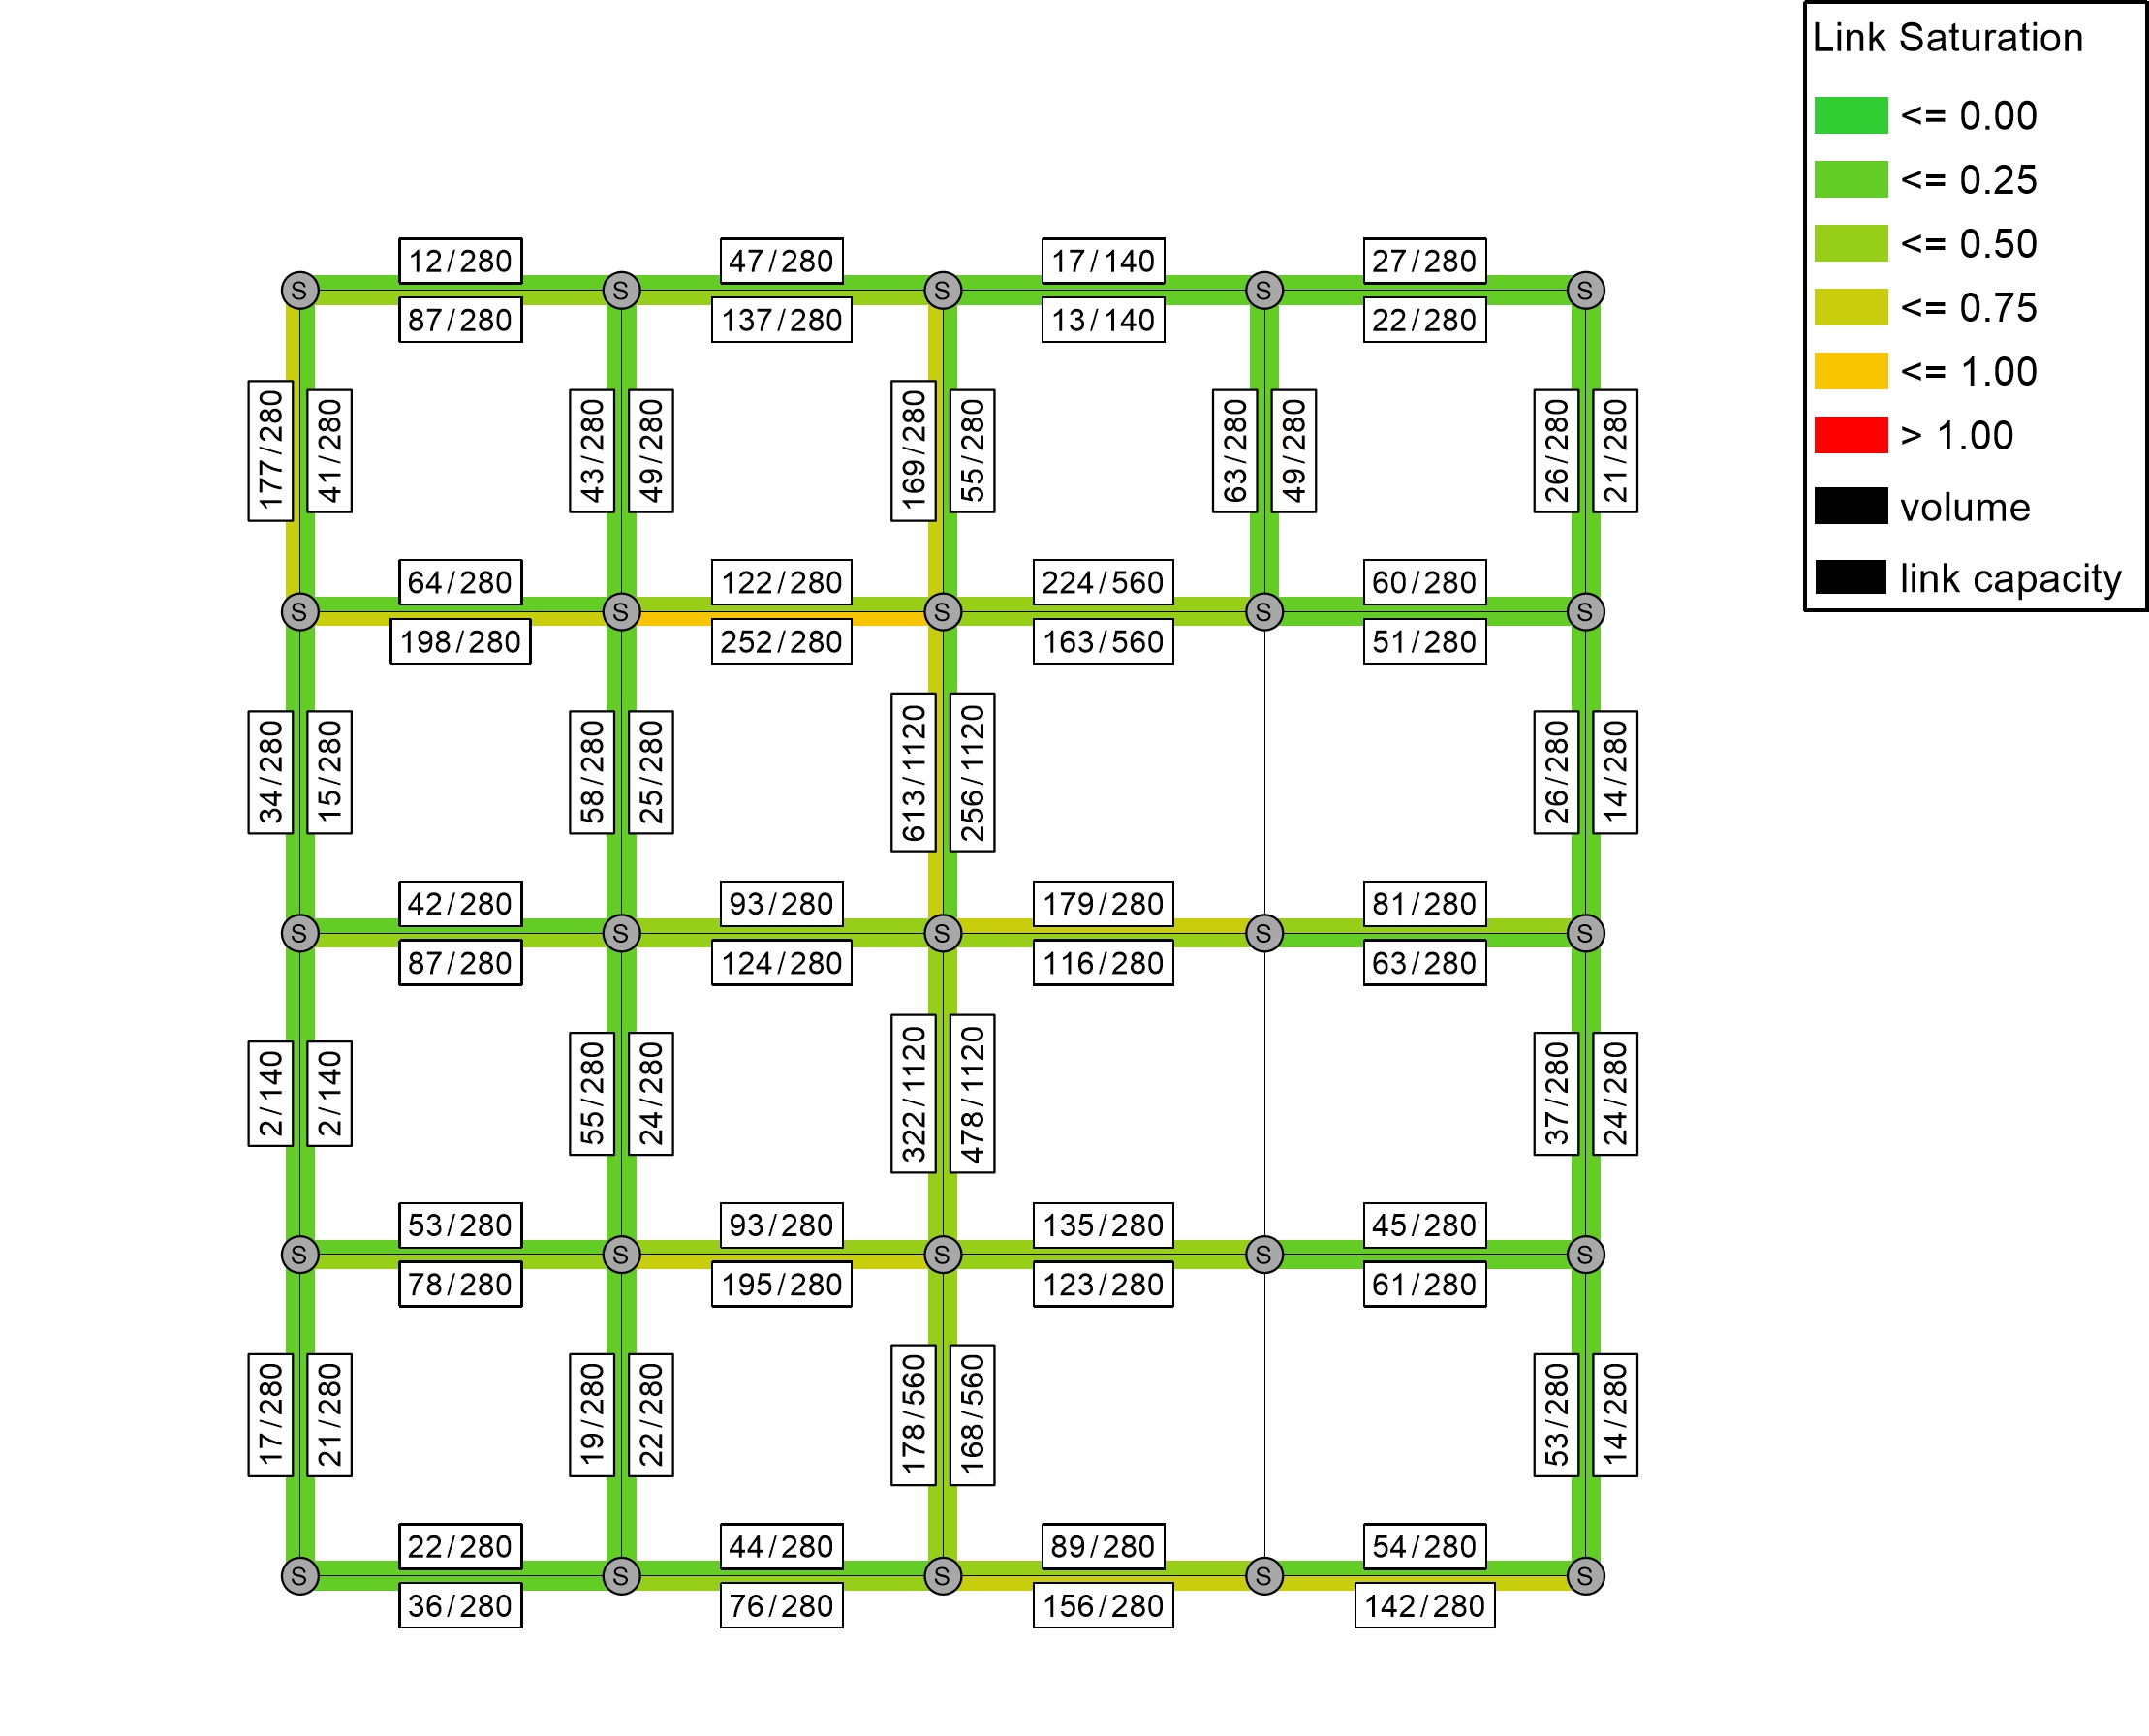 Link Saturation
<= 0.00
<= 0.25
<= 0.50
<= 0.75
<= 1.00
> 1.00
volume
link capacity
12/280
47/280
17/140
27/280
S
S
S
S
S
87/280
137/280
13/140
22/280
177/280
41/280
43/280
49/280
169/280
55/280
63/280
49/280
26/280
21/280
64/280
122/280
224/560
60/280
S
S
S
S
S
198/280
252/280
163/560
51/280
34/280
15/280
58/280
25/280
613/1120
256/1120
26/280
14/280
42/280
93/280
179/280
81/280
S
S
S
S
S
87/280
124/280
116/280
63/280
2/140
2/140
55/280
24/280
322/1120
478/1120
37/280
24/280
53/280
93/280
135/280
45/280
S
S
S
S
S
78/280
195/280
123/280
61/280
17/280
21/280
19/280
22/280
178/560
168/560
53/280
14/280
22/280
44/280
89/280
54/280
S
S
S
S
S
36/280
76/280
156/280
142/280